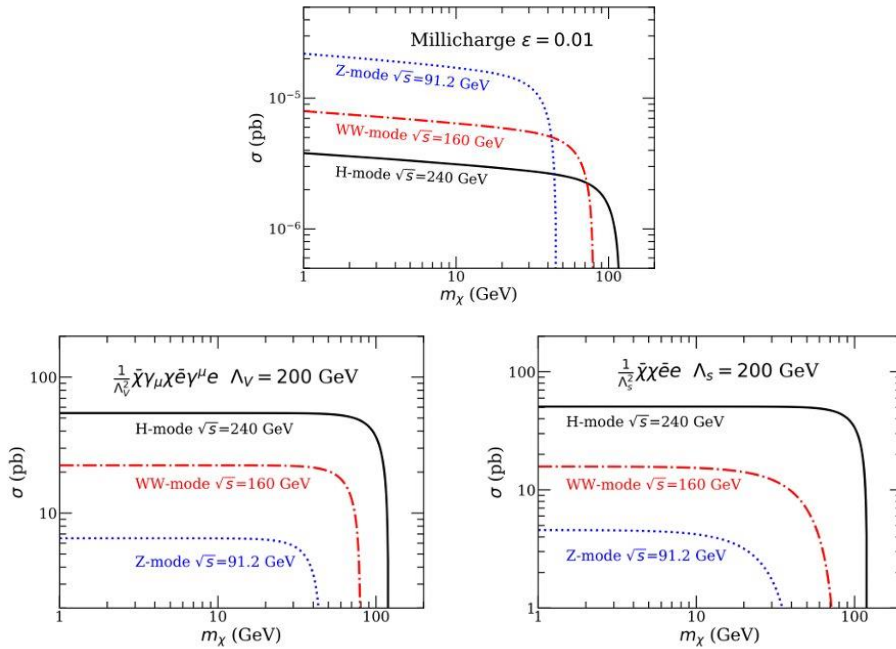 Millicharge ε = 0.01
Z-mode √s=91.2 GeV
WW-mode √s=160 GeV
H-mode √s=240 GeV
σ (pb)
10⁻⁵
10⁻⁶
1 10 100
m_χ (GeV)
1/Λ_V² χ̄γ_μχēγ^μe Λ_V = 200 GeV
H-mode √s=240 GeV
WW-mode √s=160 GeV
Z-mode √s=91.2 GeV
σ (pb)
100
10
1 10 100
m_χ (GeV)
1/Λ_s² χ̄χēe Λ_s = 200 GeV
H-mode √s=240 GeV
WW-mode √s=160 GeV
Z-mode √s=91.2 GeV
σ (pb)
100
10
1
1 10 100
m_χ (GeV)